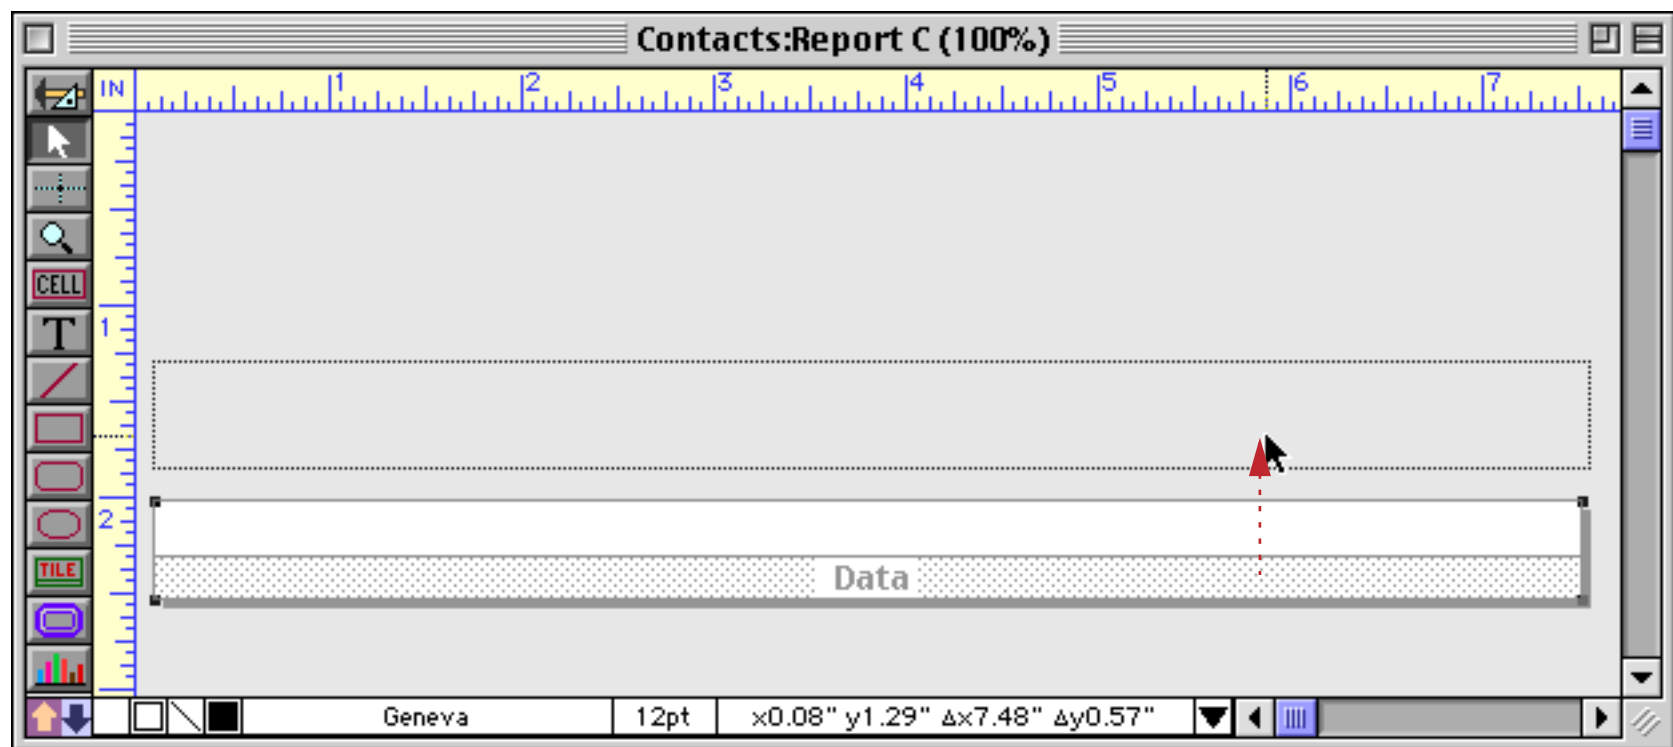 Contacts:Report C (100%)
IN 1 2 3 4 5 6 7
CELL
T
1
2
TILE
Data
Geneva 12pt x0.08" y1.29" Δx7.48" Δy0.57"